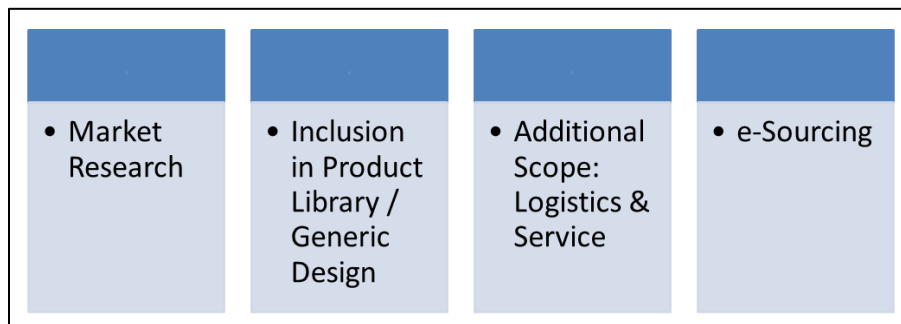 • Market
Research
• Inclusion
in Product
Library /
Generic
Design
• Additional
Scope:
Logistics &
Service
• e-Sourcing